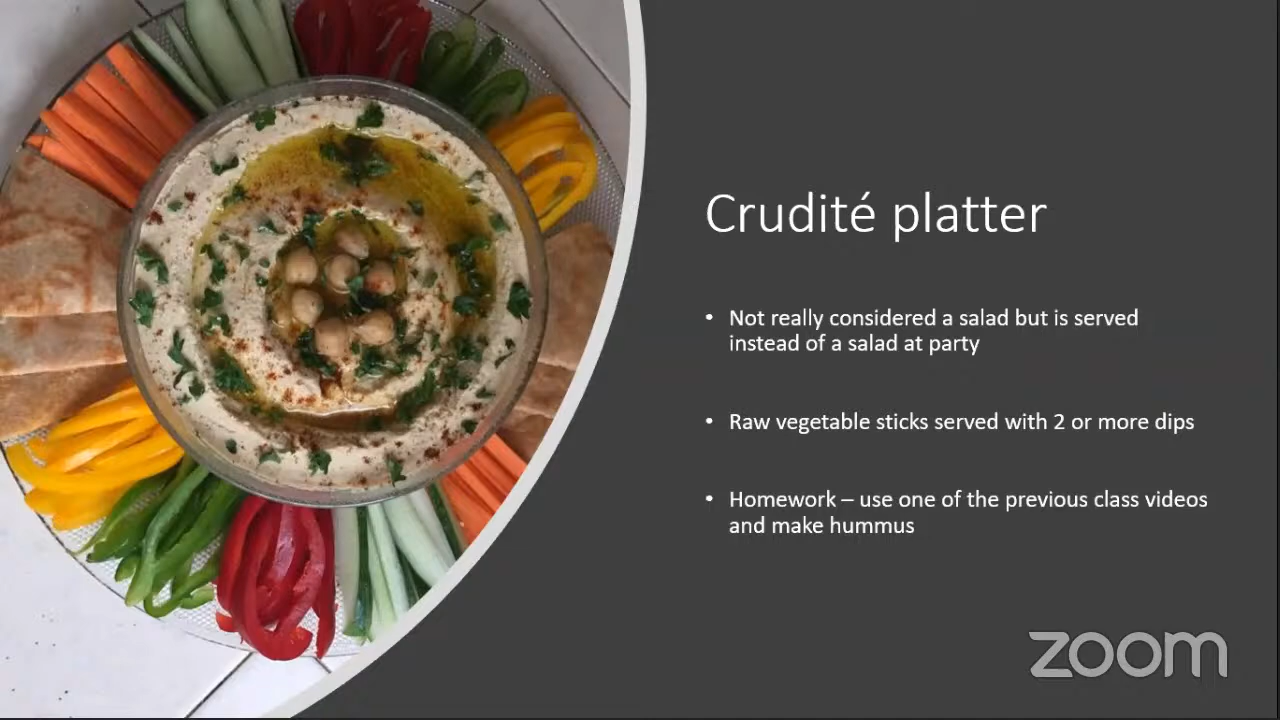 Crudité platter
• Not really considered a salad but is served
instead of a salad at party
• Raw vegetable sticks served with 2 or more dips
• Homework – use one of the previous class videos
and make hummus
zoom